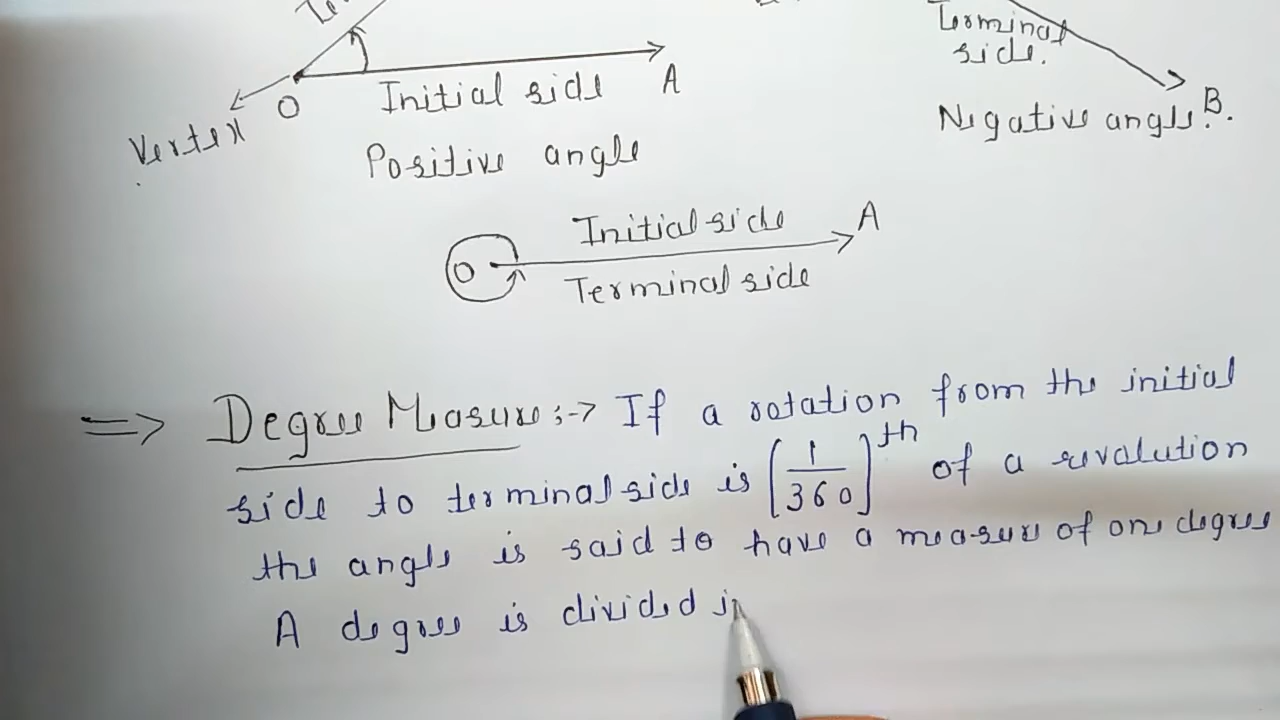 Terminal
side.
O
Initial side
A
Vertex
Positive angle
B.
Negative angle.
Initial side
A
O
Terminal side
=> Degree Measure :-> If a rotation from the initial
side to terminal side is [1/360]th of a revalution
the angle is said to have a measure of one degree
A degree is divided i